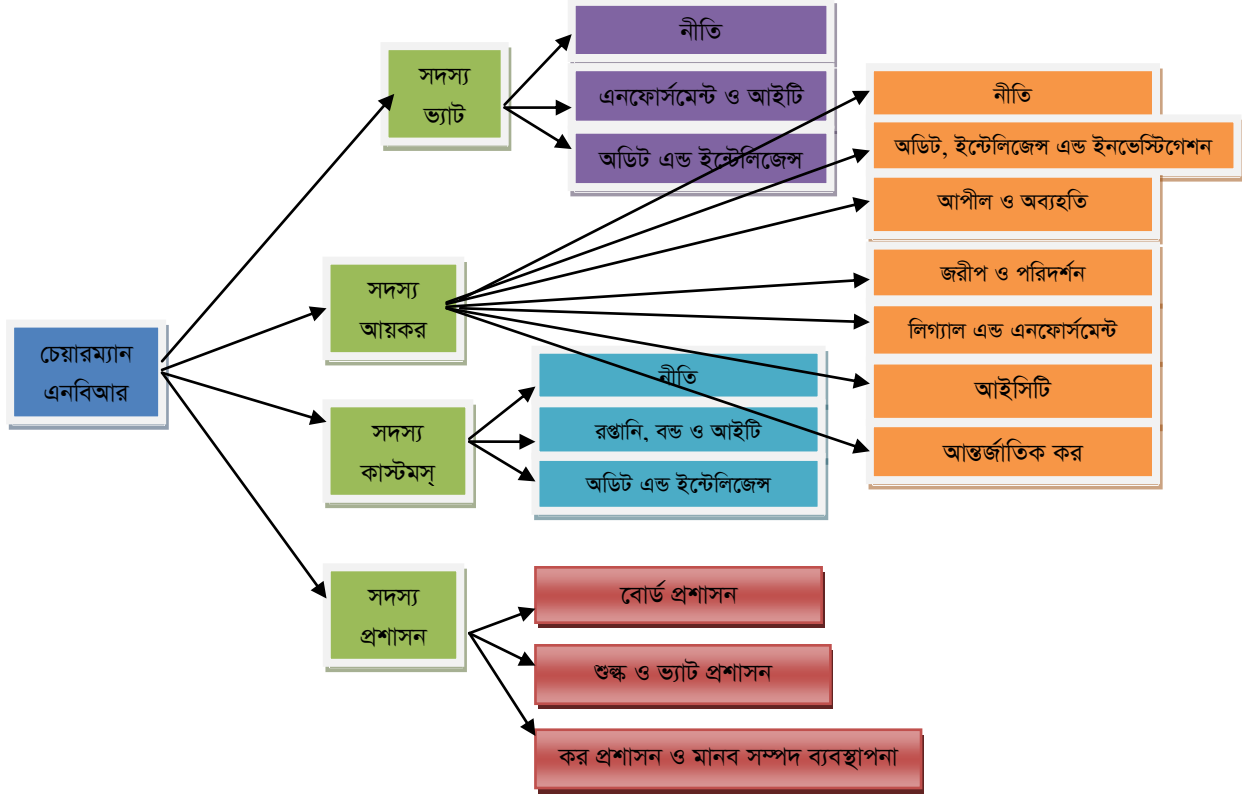 চেয়ারম্যান
এনবিআর
সদস্য
ভ্যাট
নীতি
এনফোর্সমেন্ট ও আইটি
অডিট এন্ড ইন্টেলিজেন্স
সদস্য
আয়কর
নীতি
অডিট, ইন্টেলিজেন্স এন্ড ইনভেস্টিগেশন
আপীল ও অব্যহতি
জরীপ ও পরিদর্শন
লিগ্যাল এন্ড এনফোর্সমেন্ট
আইসিটি
আন্তর্জাতিক কর
সদস্য
কাস্টমস্
নীতি
রপ্তানি, বন্ড ও আইটি
অডিট এন্ড ইন্টেলিজেন্স
সদস্য
প্রশাসন
বোর্ড প্রশাসন
শুল্ক ও ভ্যাট প্রশাসন
কর প্রশাসন ও মানব সম্পদ ব্যবস্থাপনা